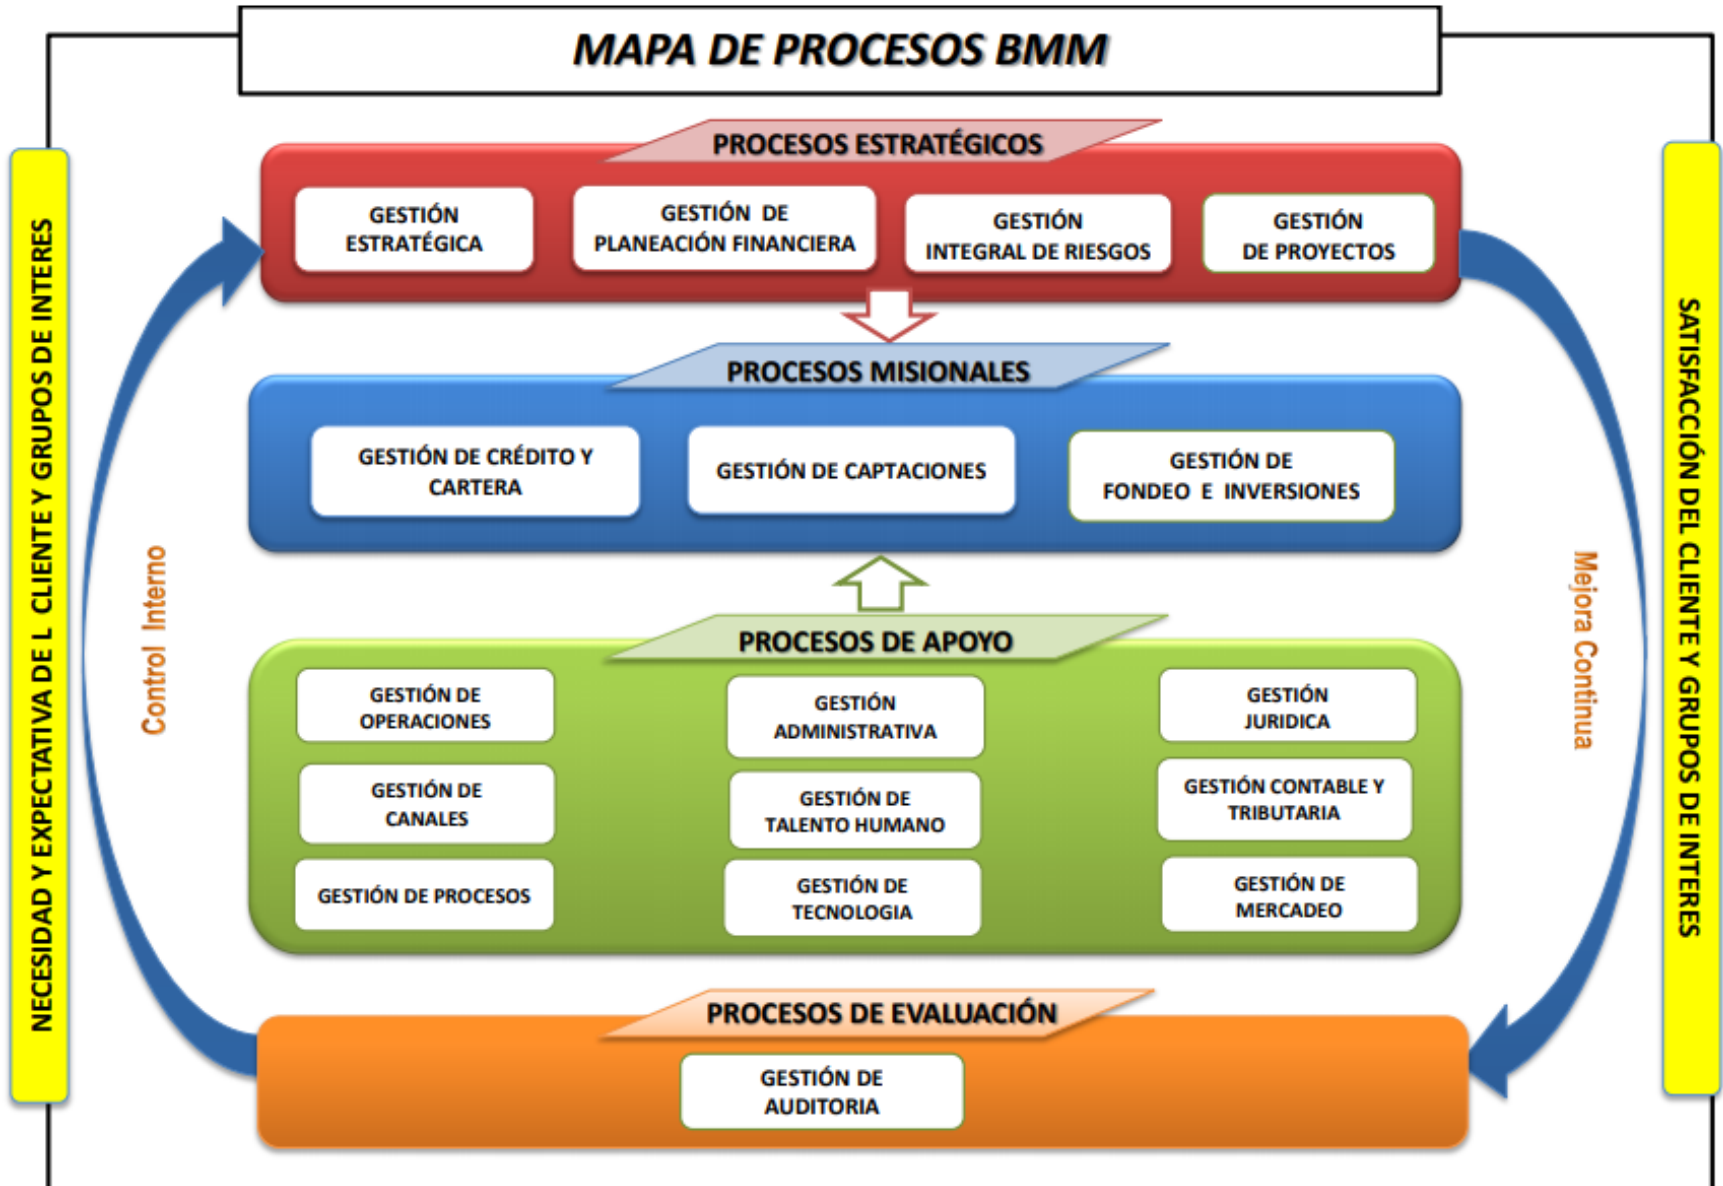 MAPA DE PROCESOS BMM
NECESIDAD Y EXPECTATIVA DE L CLIENTE Y GRUPOS DE INTERES
Control Interno
PROCESOS ESTRATÉGICOS
GESTIÓN
ESTRATÉGICA
GESTIÓN DE
PLANEACIÓN FINANCIERA
GESTIÓN
INTEGRAL DE RIESGOS
GESTIÓN
DE PROYECTOS
PROCESOS MISIONALES
GESTIÓN DE CRÉDITO Y
CARTERA
GESTIÓN DE CAPTACIONES
GESTIÓN DE
FONDEO E INVERSIONES
PROCESOS DE APOYO
GESTIÓN DE
OPERACIONES
GESTIÓN
ADMINISTRATIVA
GESTIÓN
JURIDICA
GESTIÓN DE
CANALES
GESTIÓN DE
TALENTO HUMANO
GESTIÓN CONTABLE Y
TRIBUTARIA
GESTIÓN DE PROCESOS
GESTIÓN DE
TECNOLOGIA
GESTIÓN DE
MERCADEO
PROCESOS DE EVALUACIÓN
GESTIÓN DE
AUDITORIA
Mejora Continua
SATISFACCIÓN DEL CLIENTE Y GRUPOS DE INTERES